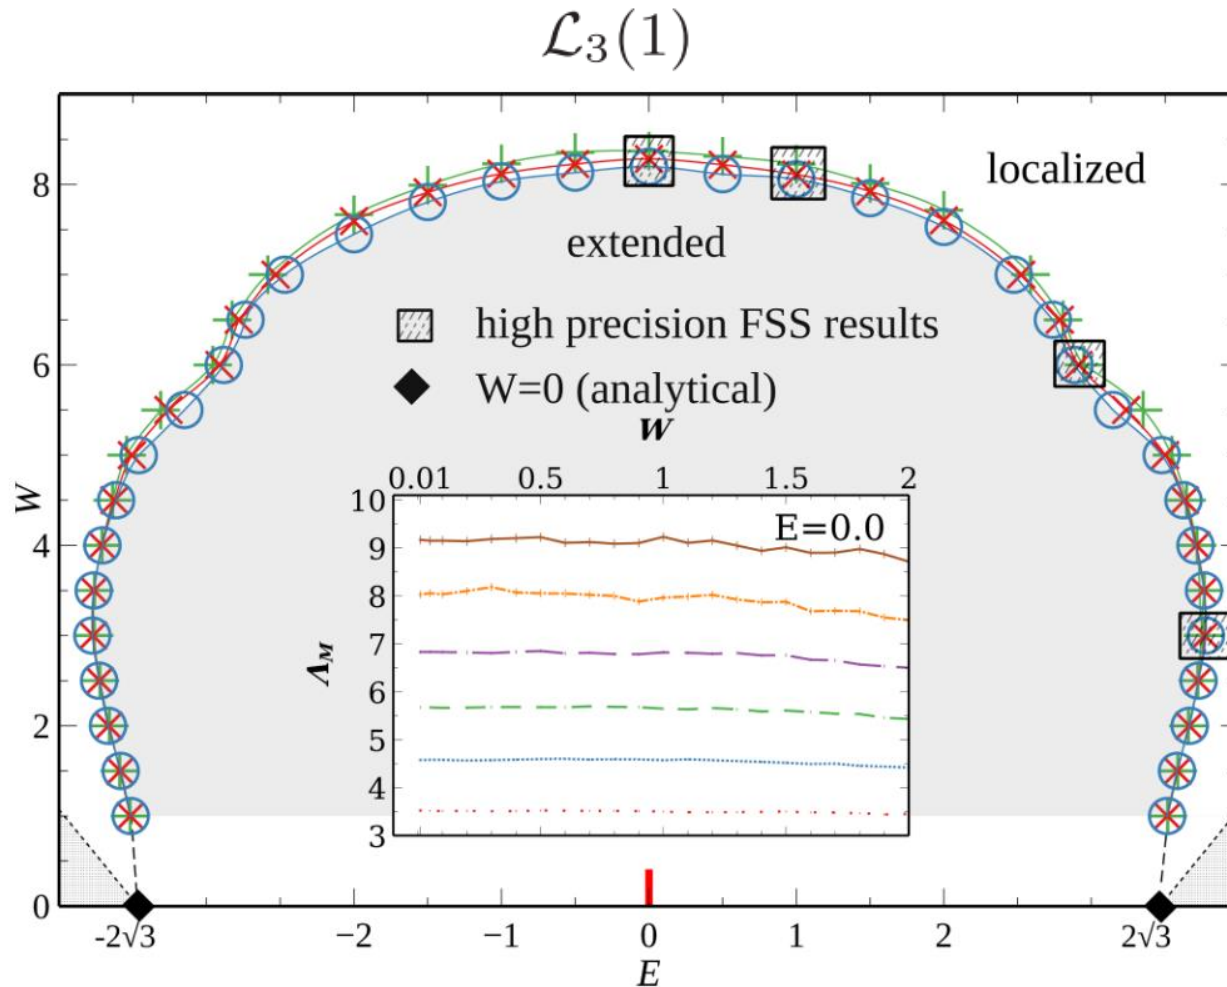 ℒ₃(1)
localized
extended
high precision FSS results
W=0 (analytical)
W
0.01 0.5 1 1.5 2
E=0.0
10
9
8
7
6
5
4
3
Λ_M
8
6
4
2
0
W
-2√3 −2 −1 0 1 2 2√3
E